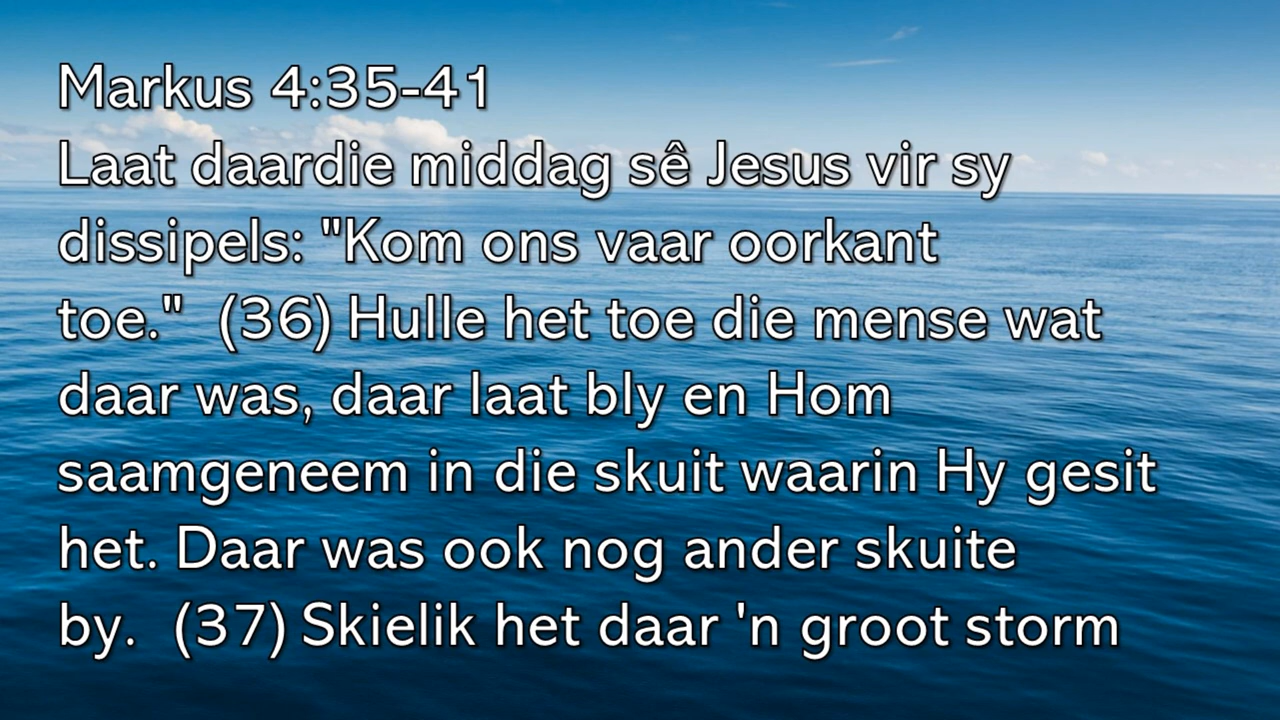 Markus 4:35-41
Laat daardie middag sê Jesus vir sy
dissipels: "Kom ons vaar oorkant
toe."  (36) Hulle het toe die mense wat
daar was, daar laat bly en Hom
saamgeneem in die skuit waarin Hy gesit
het. Daar was ook nog ander skuite
by.  (37) Skielik het daar 'n groot storm